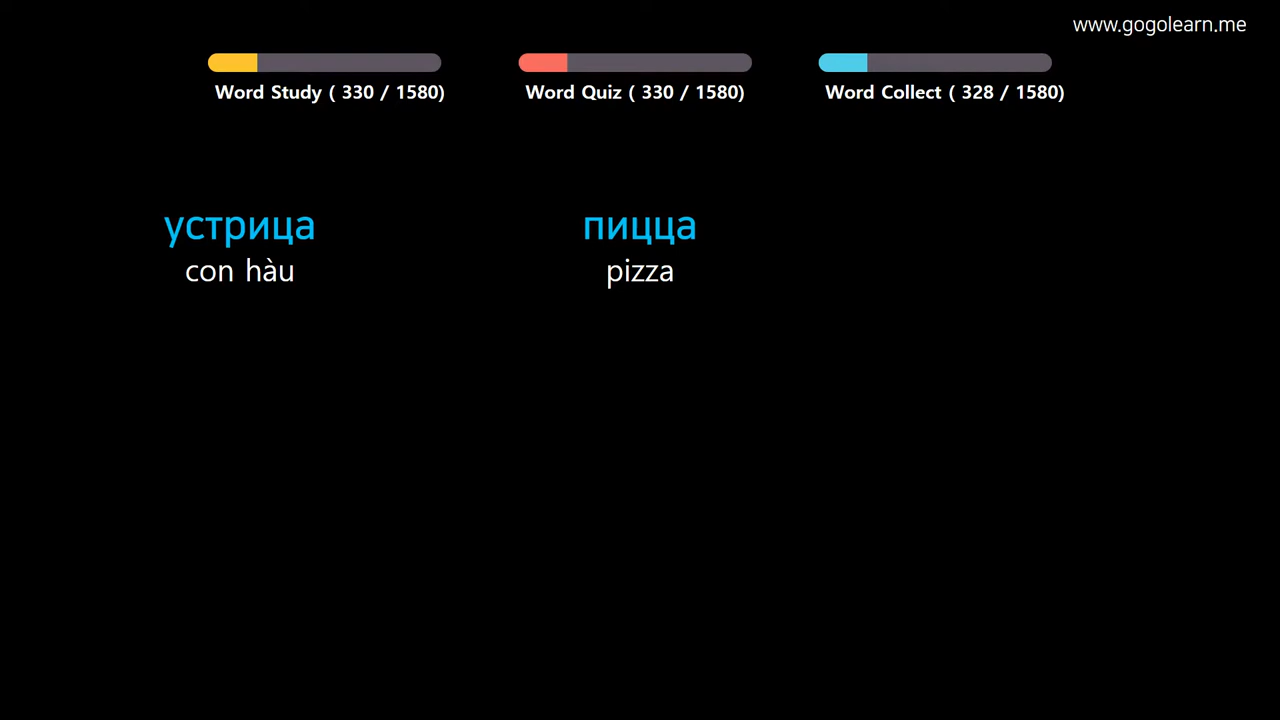 www.gogolearn.me
Word Study ( 330 / 1580)
Word Quiz ( 330 / 1580)
Word Collect ( 328 / 1580)
устрица
con hàu
пицца
pizza